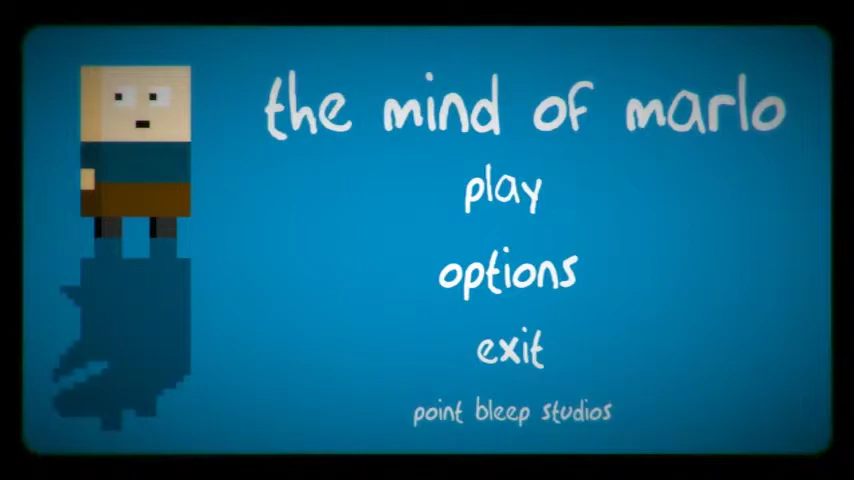 the mind of marlo
play
options
exit
point bleep studios